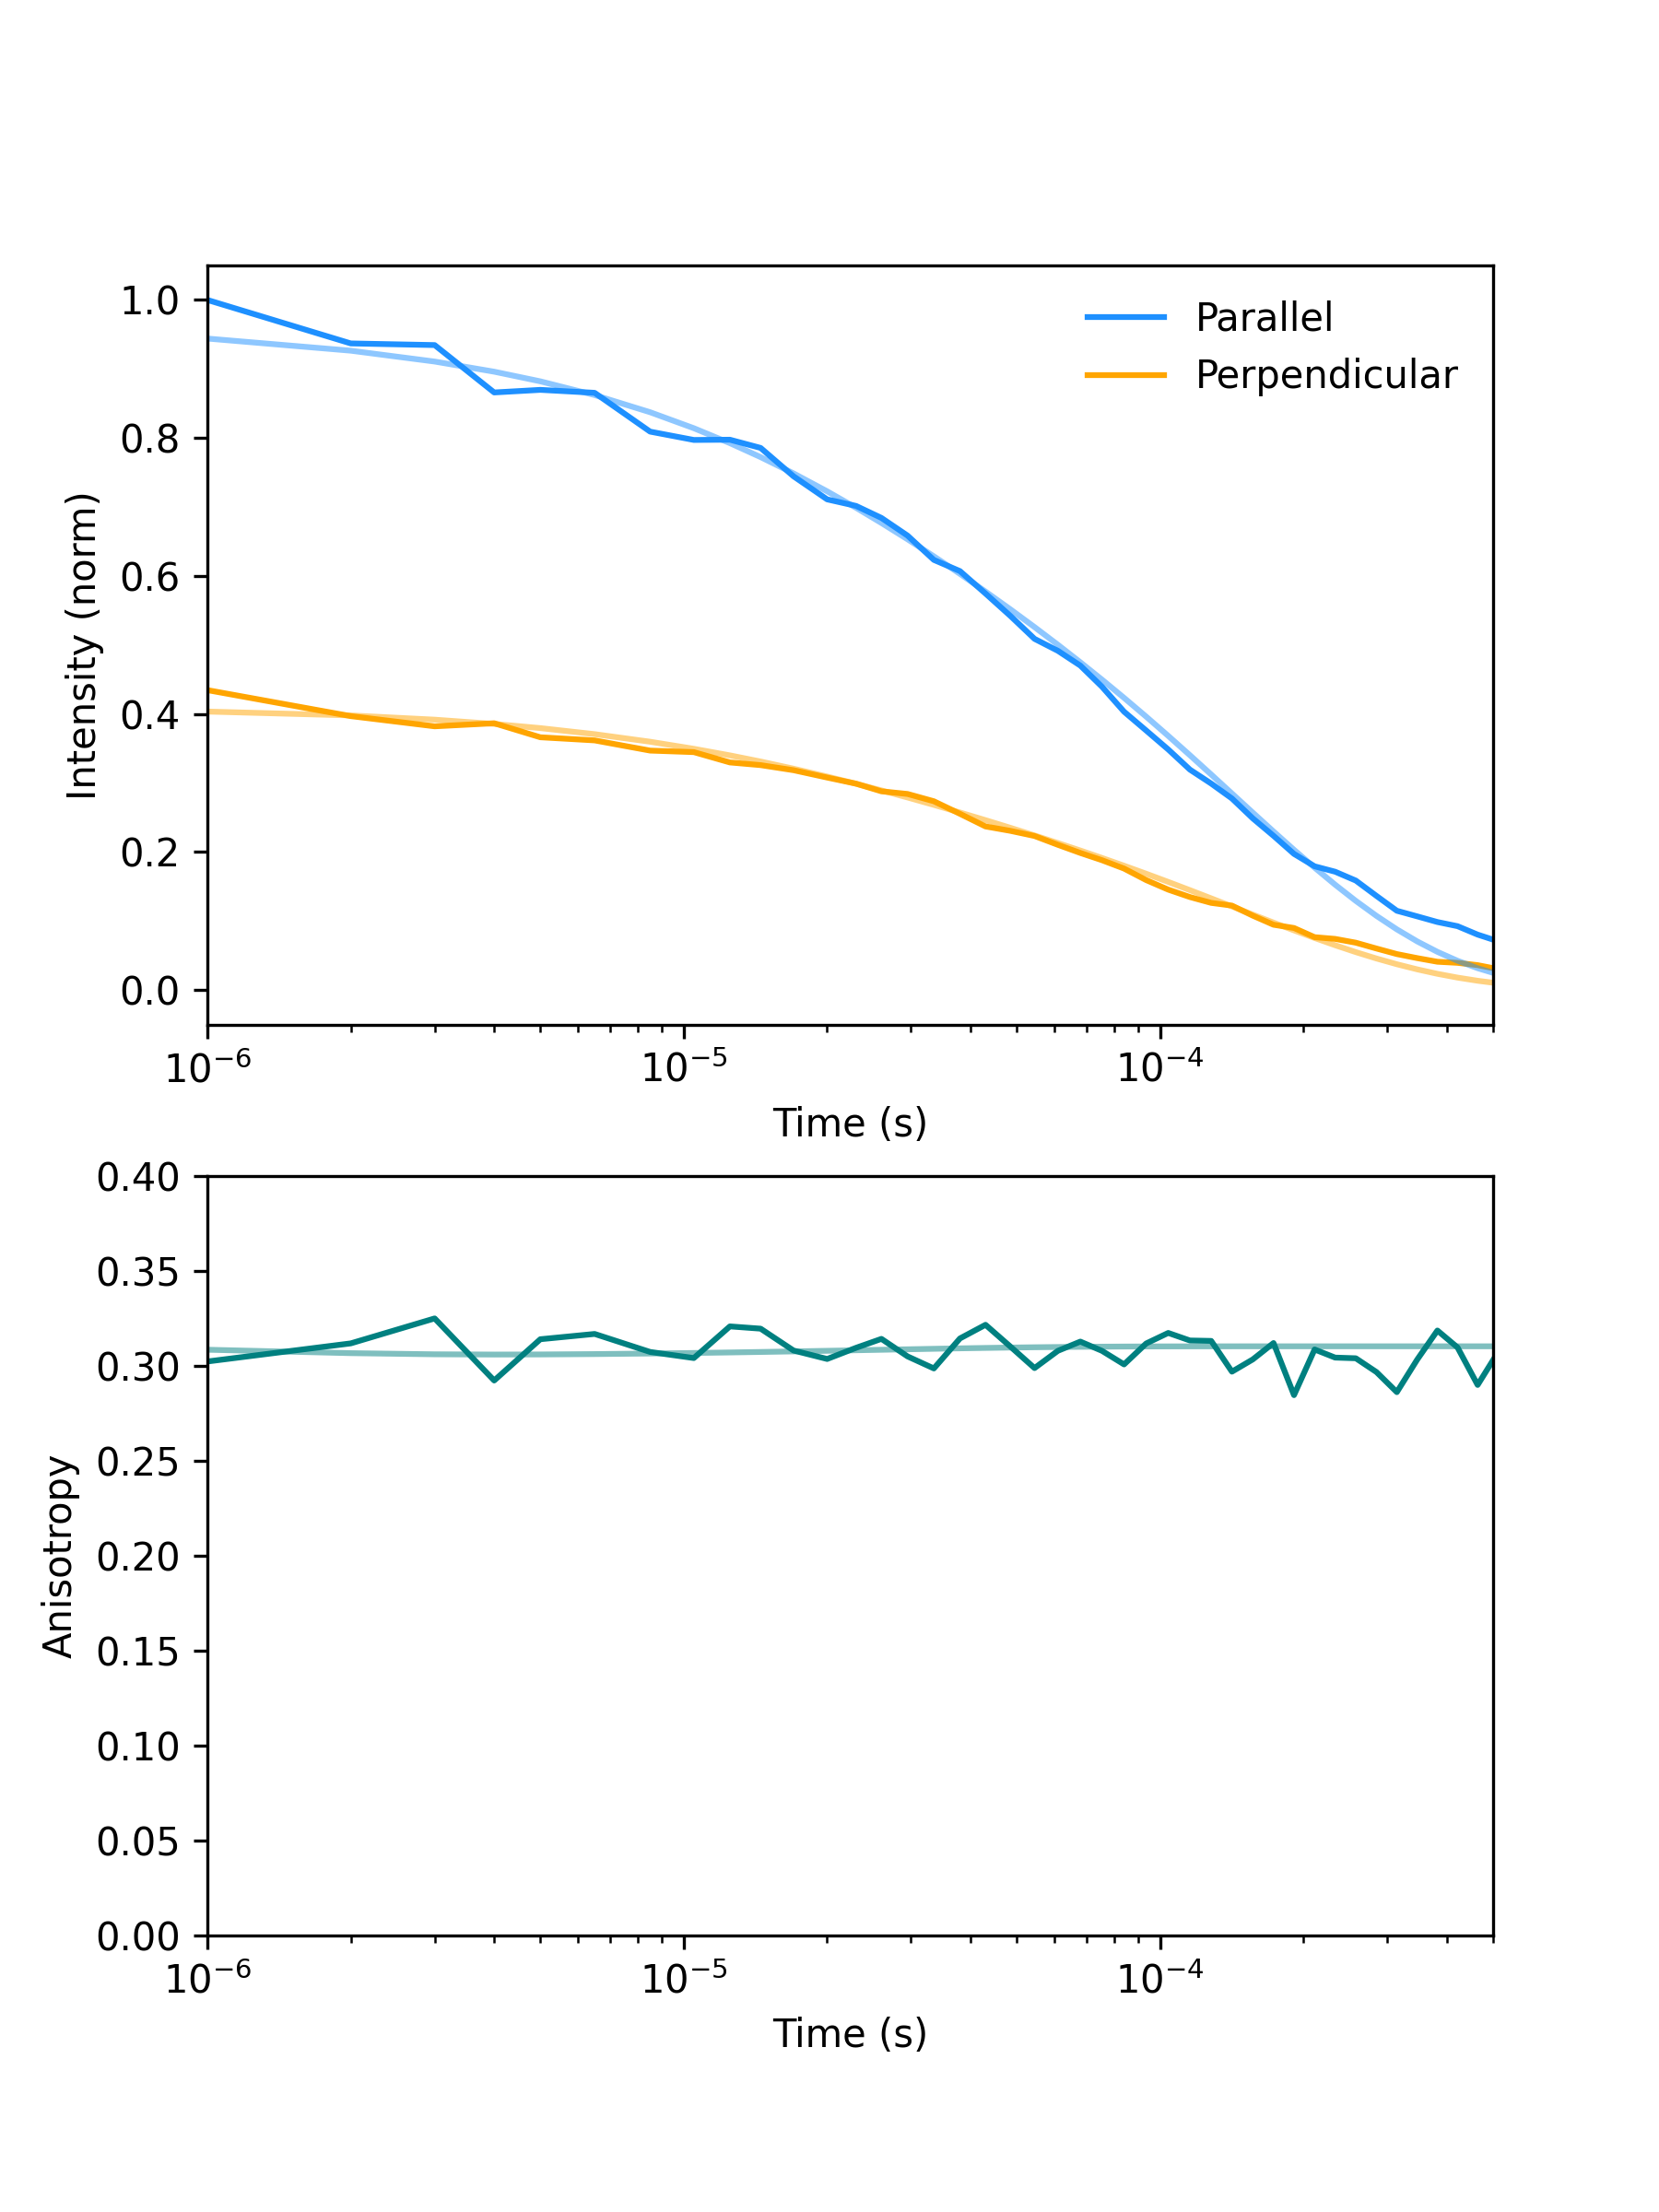 1.0
0.8
0.6
0.4
0.2
0.0
Intensity (norm)
Parallel
Perpendicular
10⁻⁶ 10⁻⁵ 10⁻⁴
Time (s)
0.40
0.35
0.30
0.25
0.20
0.15
0.10
0.05
0.00
Anisotropy
10⁻⁶ 10⁻⁵ 10⁻⁴
Time (s)